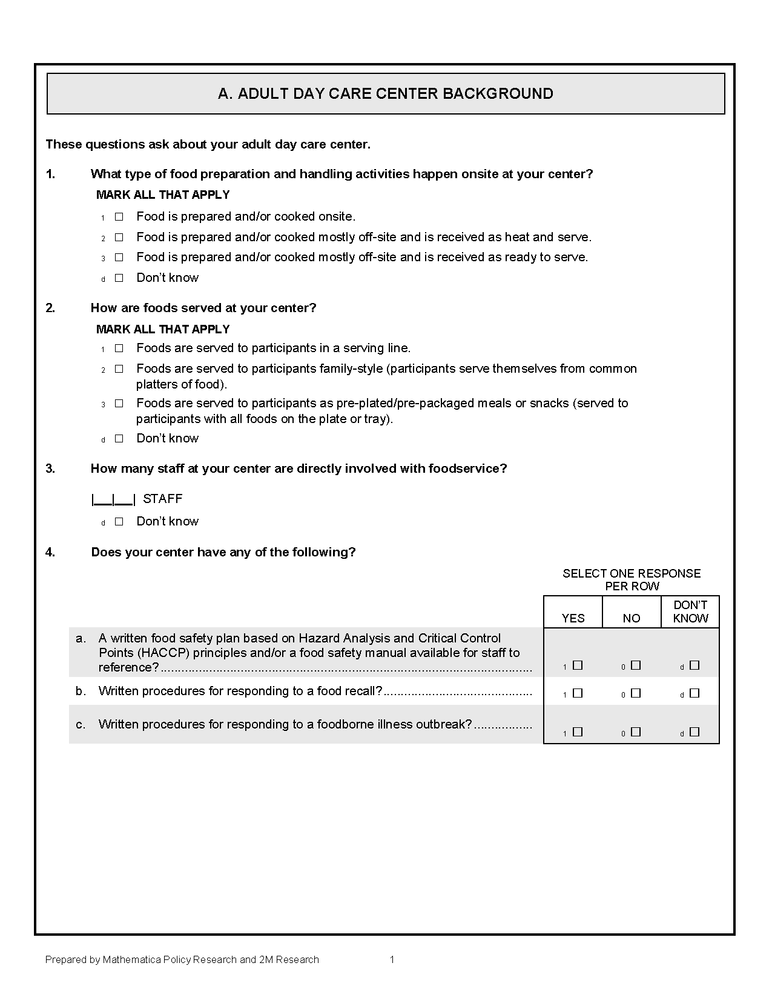 A. ADULT DAY CARE CENTER BACKGROUND
These questions ask about your adult day care center.
1. What type of food preparation and handling activities happen onsite at your center?
MARK ALL THAT APPLY
1 □ Food is prepared and/or cooked onsite.
2 □ Food is prepared and/or cooked mostly off-site and is received as heat and serve.
3 □ Food is prepared and/or cooked mostly off-site and is received as ready to serve.
d □ Don’t know
2. How are foods served at your center?
MARK ALL THAT APPLY
1 □ Foods are served to participants in a serving line.
2 □ Foods are served to participants family-style (participants serve themselves from common
platters of food).
3 □ Foods are served to participants as pre-plated/pre-packaged meals or snacks (served to
participants with all foods on the plate or tray).
d □ Don’t know
3. How many staff at your center are directly involved with foodservice?
|__|__| STAFF
d □ Don’t know
4. Does your center have any of the following?
SELECT ONE RESPONSE
PER ROW
DON’T
YES NO KNOW
a. A written food safety plan based on Hazard Analysis and Critical Control
Points (HACCP) principles and/or a food safety manual available for staff to
reference?........................................................................................................... 1 □ 0 □ d □
b. Written procedures for responding to a food recall?........................................... 1 □ 0 □ d □
c. Written procedures for responding to a foodborne illness outbreak?................. 1 □ 0 □ d □
Prepared by Mathematica Policy Research and 2M Research 1